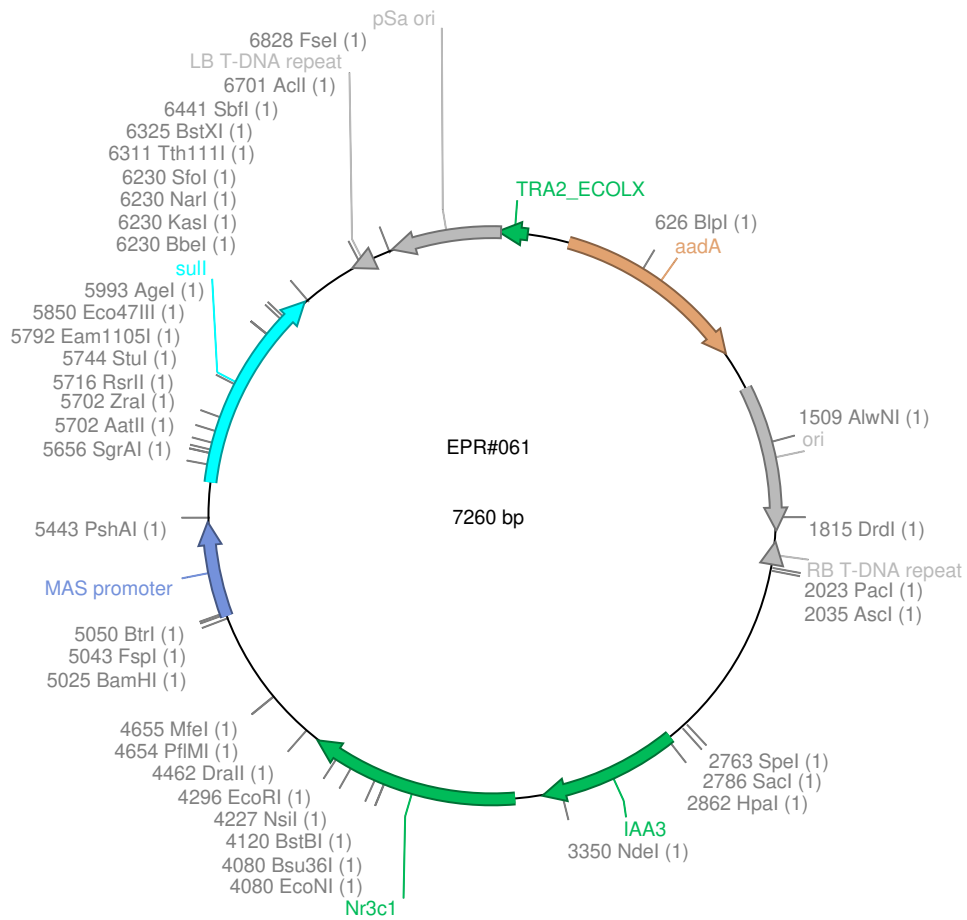 pSa ori
6828 FseI (1)
LB T-DNA repeat
6701 AclI (1)
6441 SbfI (1)
6325 BstXI (1)
6311 Tth111I (1)
6230 SfoI (1)
6230 NarI (1)
6230 KasI (1)
6230 BbeI (1)
sulI
5993 AgeI (1)
5850 Eco47III (1)
5792 Eam1105I (1)
5744 StuI (1)
5716 RsrII (1)
5702 ZraI (1)
5702 AatII (1)
5656 SgrAI (1)
5443 PshAI (1)
MAS promoter
5050 BtrI (1)
5043 FspI (1)
5025 BamHI (1)
4655 MfeI (1)
4654 PflMI (1)
4462 DraII (1)
4296 EcoRI (1)
4227 NsiI (1)
4120 BstBI (1)
4080 Bsu36I (1)
4080 EcoNI (1)
Nr3c1
TRA2_ECOLX
626 BlpI (1)
aadA
1509 AlwNI (1)
ori
1815 DrdI (1)
RB T-DNA repeat
2023 PacI (1)
2035 AscI (1)
2763 SpeI (1)
2786 SacI (1)
2862 HpaI (1)
IAA3
3350 NdeI (1)
EPR#061
7260 bp